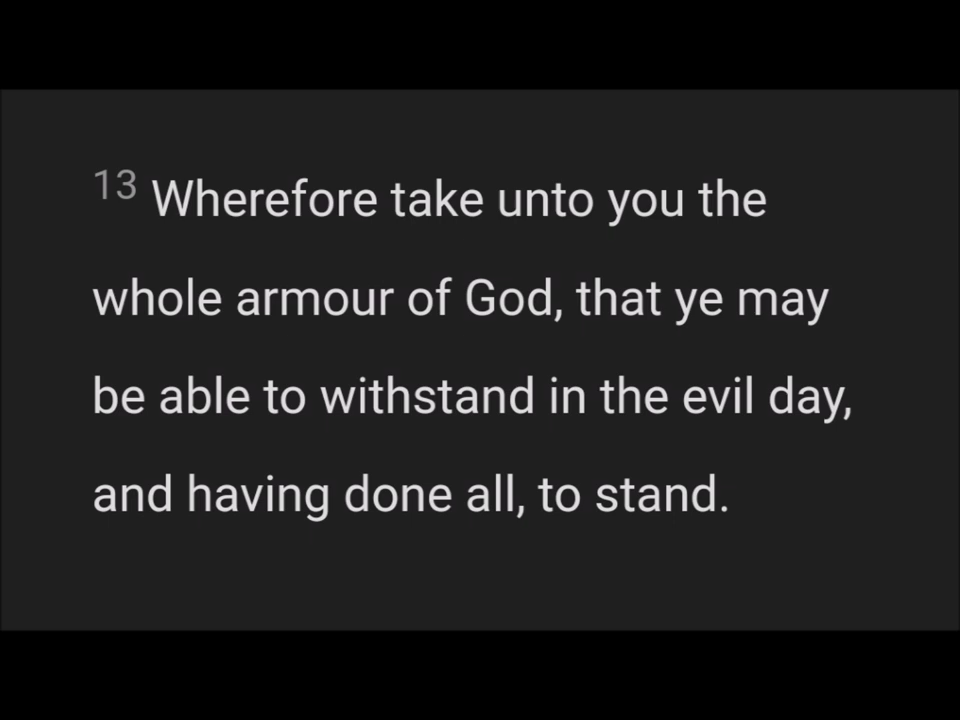 13 Wherefore take unto you the
whole armour of God, that ye may
be able to withstand in the evil day,
and having done all, to stand.